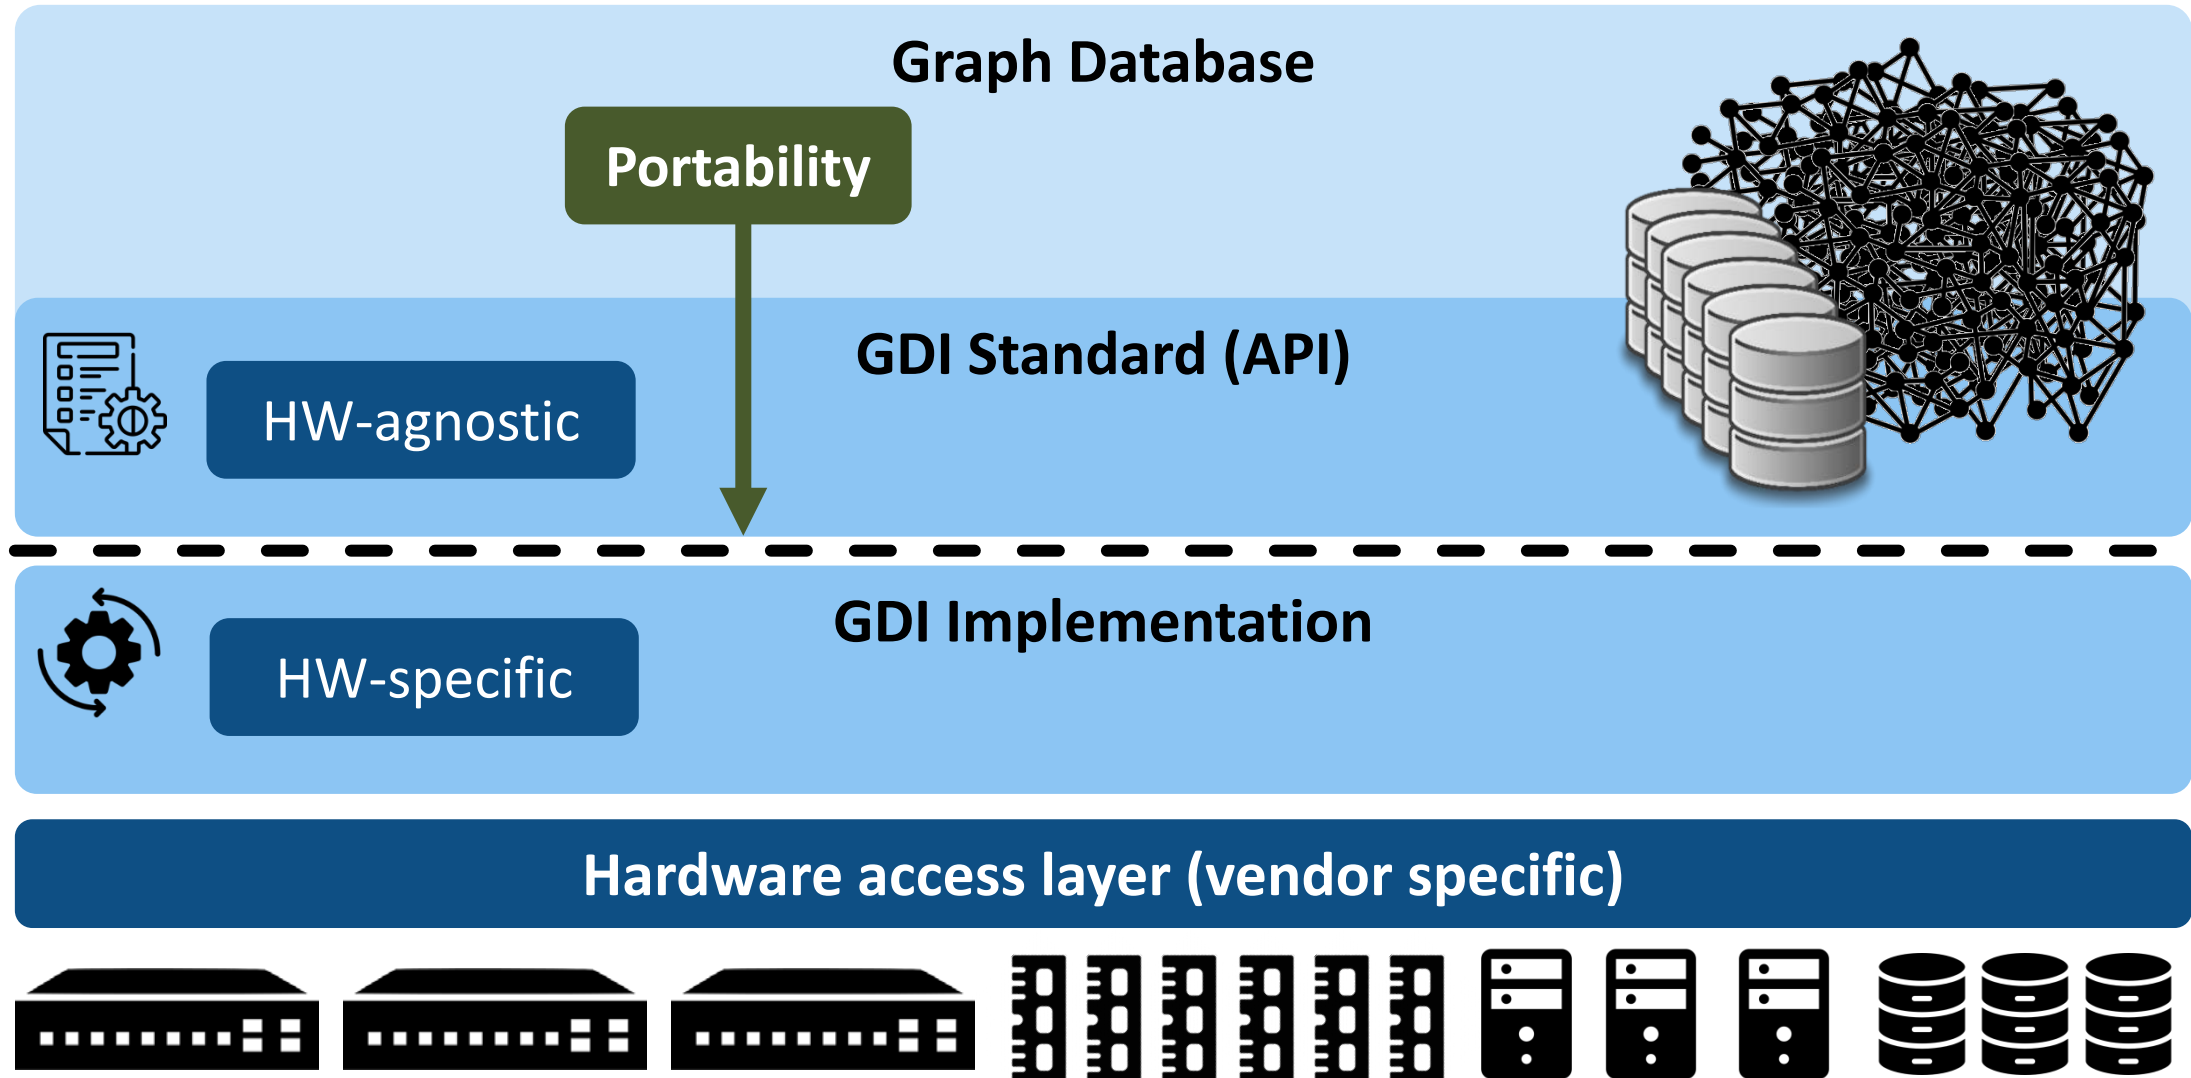 Graph Database
Portability
GDI Standard (API)
HW-agnostic
GDI Implementation
HW-specific
Hardware access layer (vendor specific)